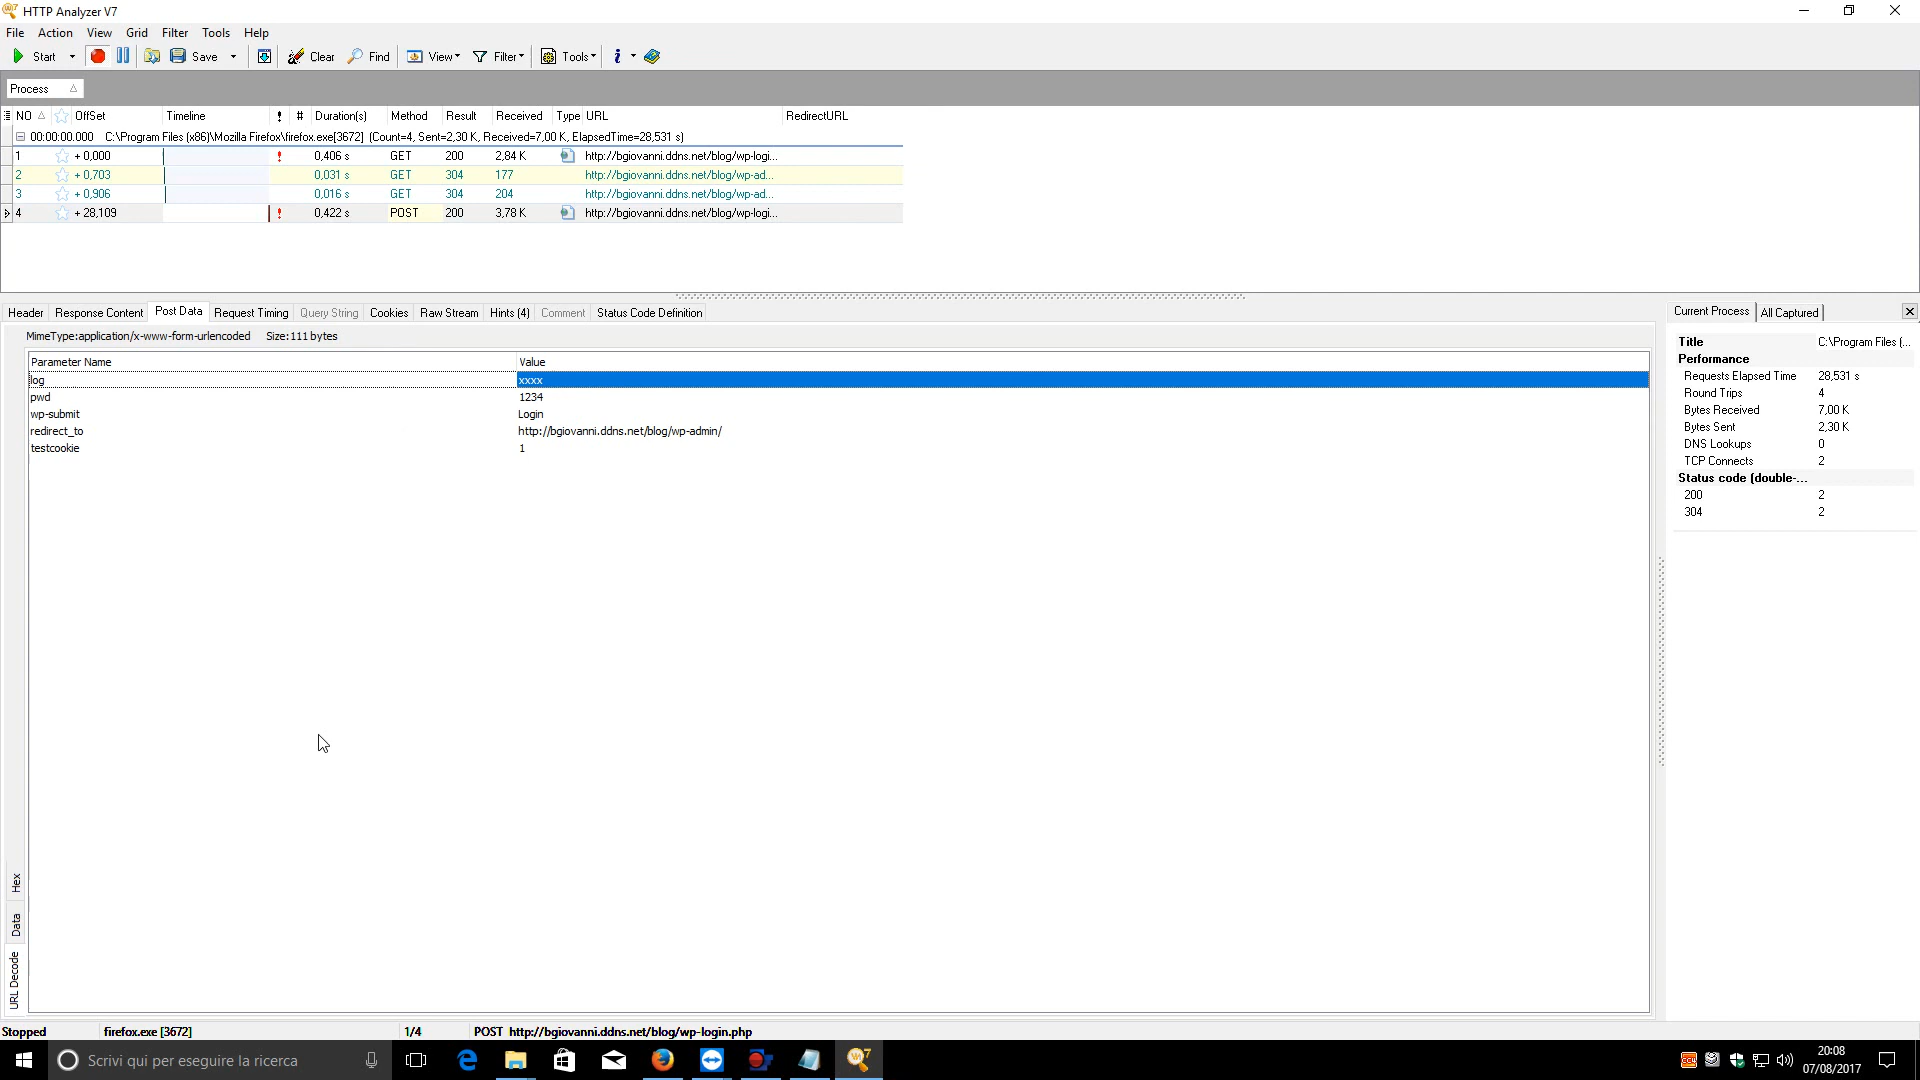 HTTP Analyzer V7
File Action View Grid Filter Tools Help
Start Save Clear Find View Filter Tools
Process
NO OffSet Timeline ! # Duration(s) Method Result Received Type URL RedirectURL
00:00:00.000 C:\Program Files (x86)\Mozilla Firefox\firefox.exe[3672] (Count=4, Sent=2,30 K, Received=7,00 K, ElapsedTime=28,531 s)
1 + 0,000 ! 0,406 s GET 200 2,84 K http://bgiovanni.ddns.net/blog/wp-logi...
2 + 0,703 0,031 s GET 304 177 http://bgiovanni.ddns.net/blog/wp-ad...
3 + 0,906 0,016 s GET 304 204 http://bgiovanni.ddns.net/blog/wp-ad...
4 + 28,109 ! 0,422 s POST 200 3,78 K http://bgiovanni.ddns.net/blog/wp-logi...
Header Response Content Post Data Request Timing Query String Cookies Raw Stream Hints (4) Comment Status Code Definition
MimeType:application/x-www-form-urlencoded Size:111 bytes
Parameter Name Value
log xxxx
pwd 1234
wp-submit Login
redirect_to http://bgiovanni.ddns.net/blog/wp-admin/
testcookie 1
Hex
Data
URL Decode
Current Process All Captured
Title C:\Program Files (...
Performance
Requests Elapsed Time 28,531 s
Round Trips 4
Bytes Received 7,00 K
Bytes Sent 2,30 K
DNS Lookups 0
TCP Connects 2
Status code (double-...
200 2
304 2
Stopped firefox.exe [3672] 1/4 POST http://bgiovanni.ddns.net/blog/wp-login.php
Scrivi qui per eseguire la ricerca
20:08
07/08/2017